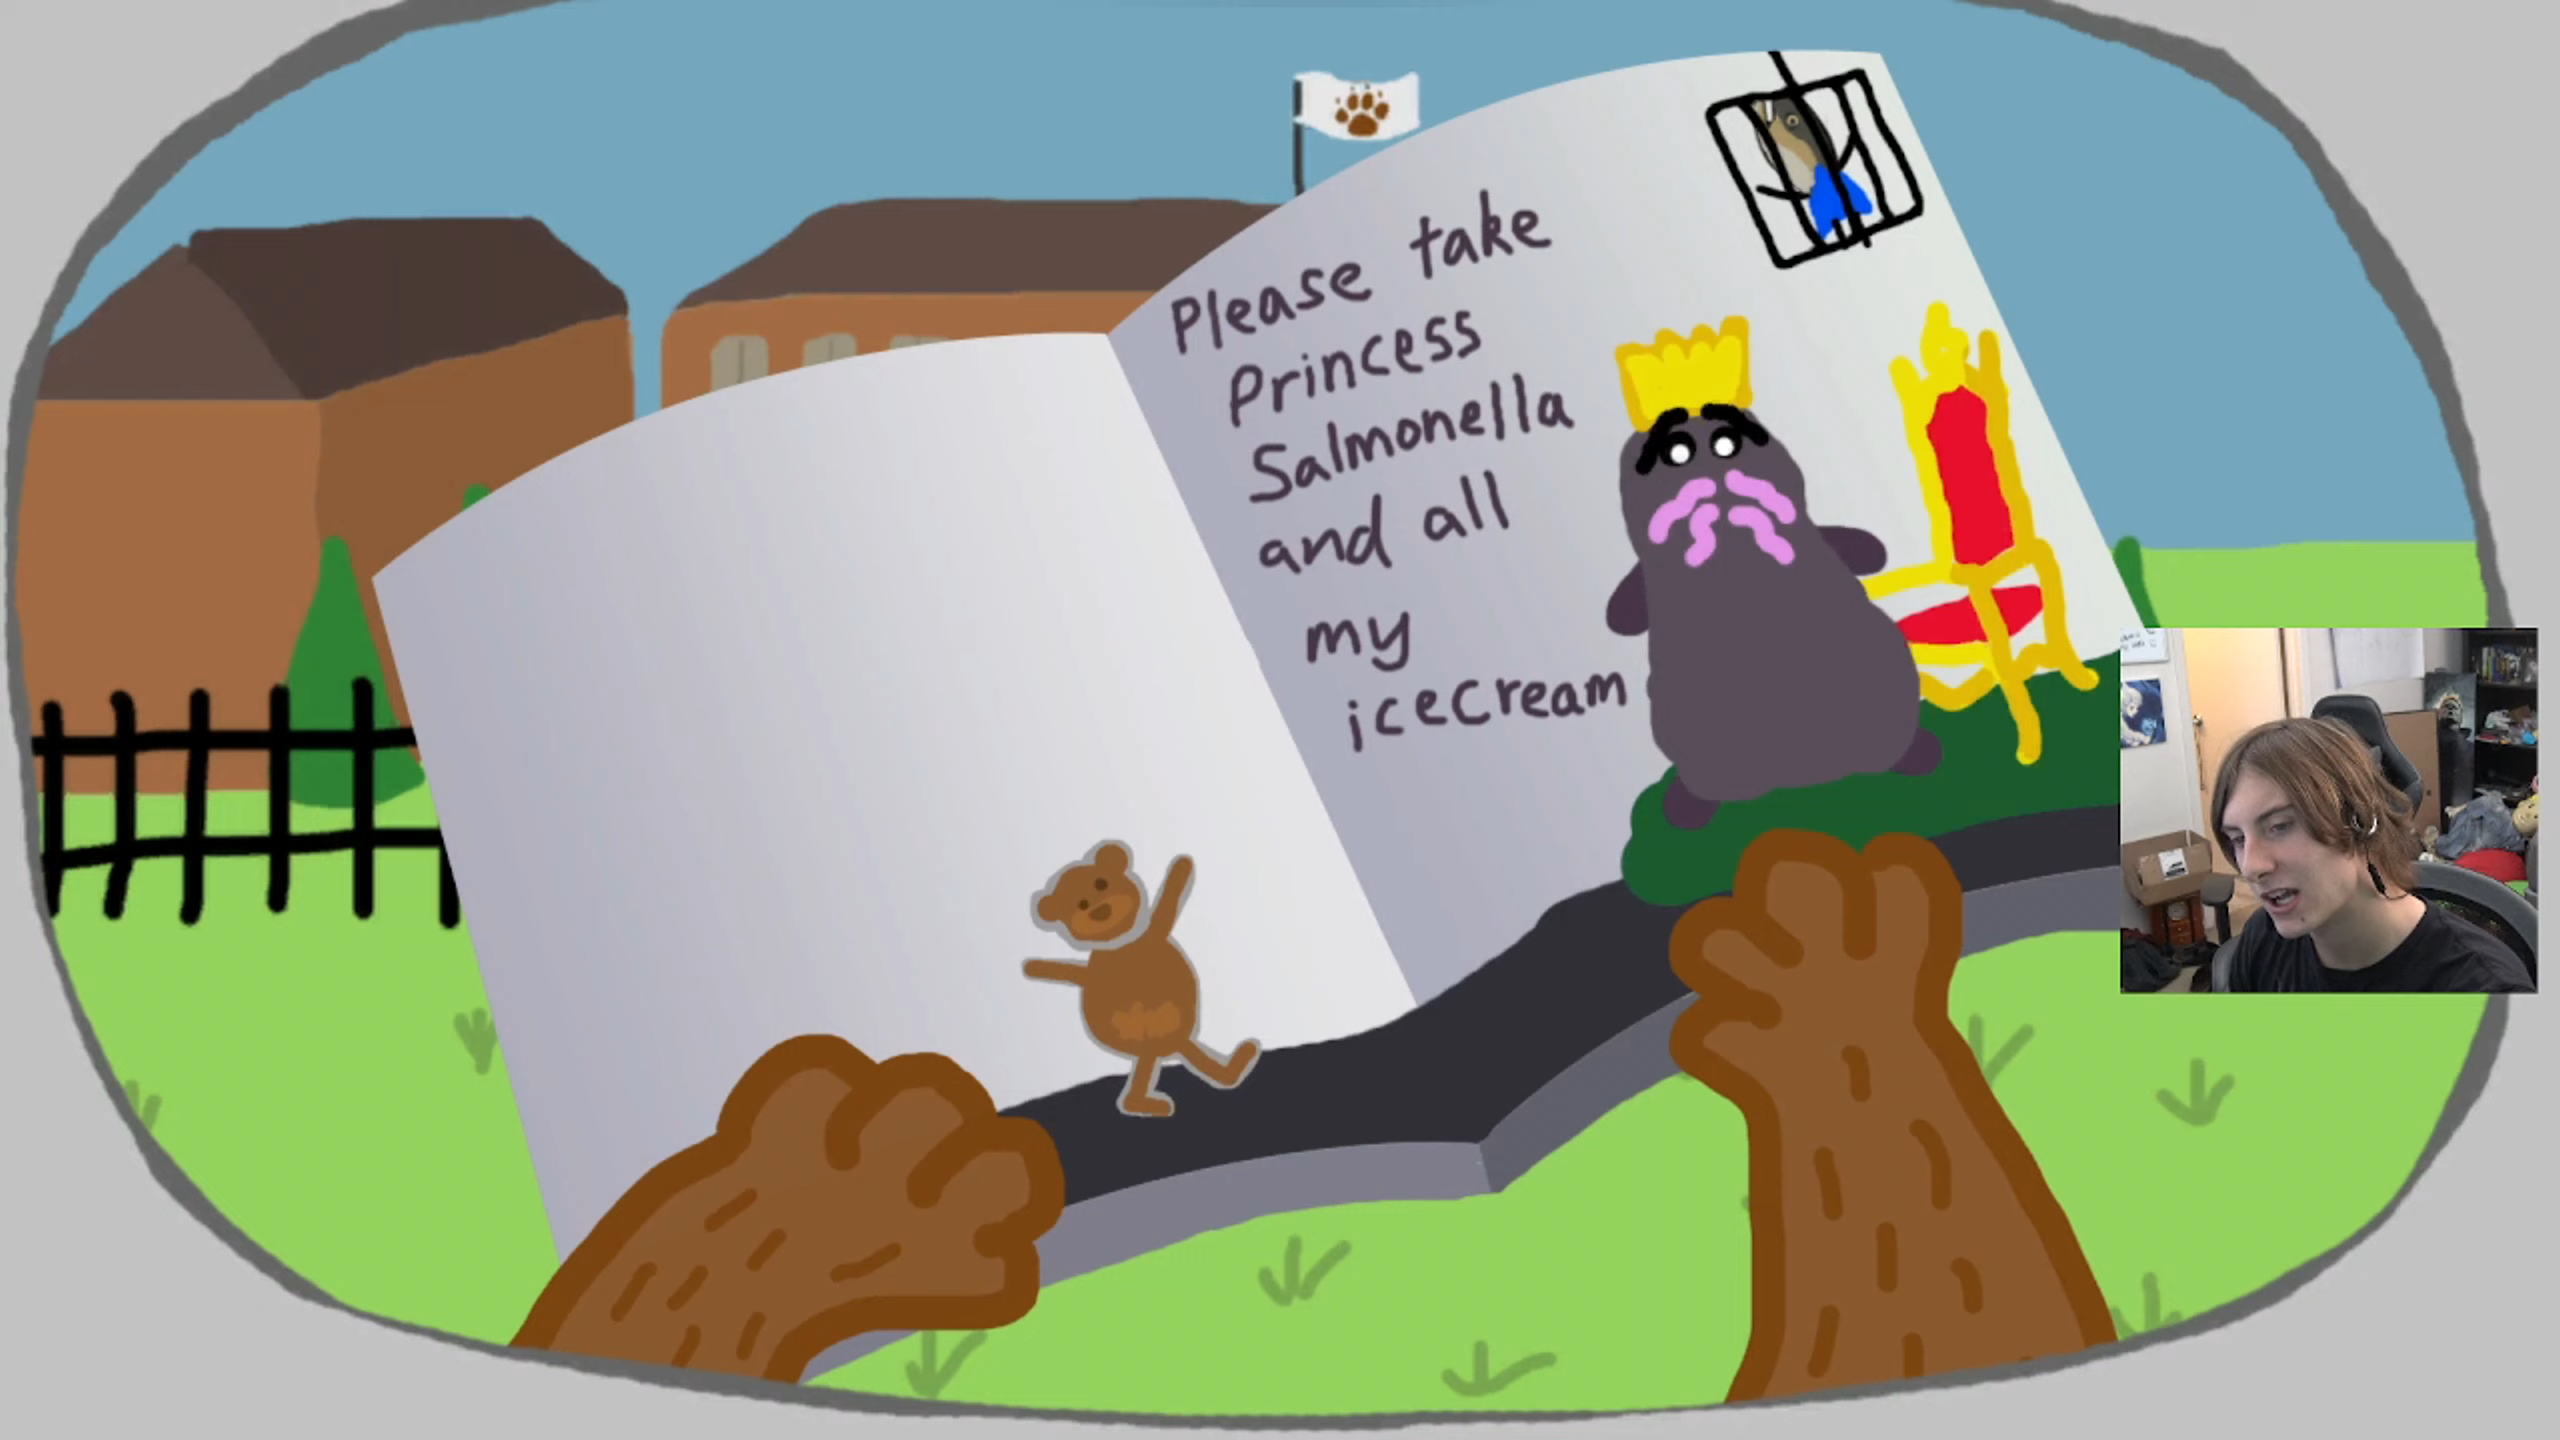 Please take
Princess
Salmonella
and all
my
iceCream